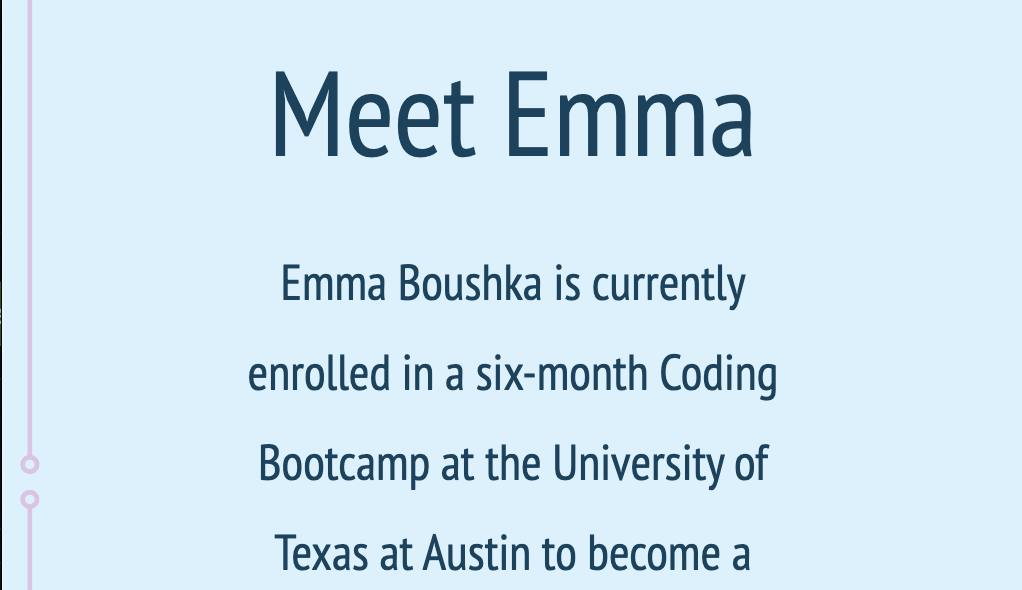 Meet Emma
Emma Boushka is currently
enrolled in a six-month Coding
Bootcamp at the University of
Texas at Austin to become a